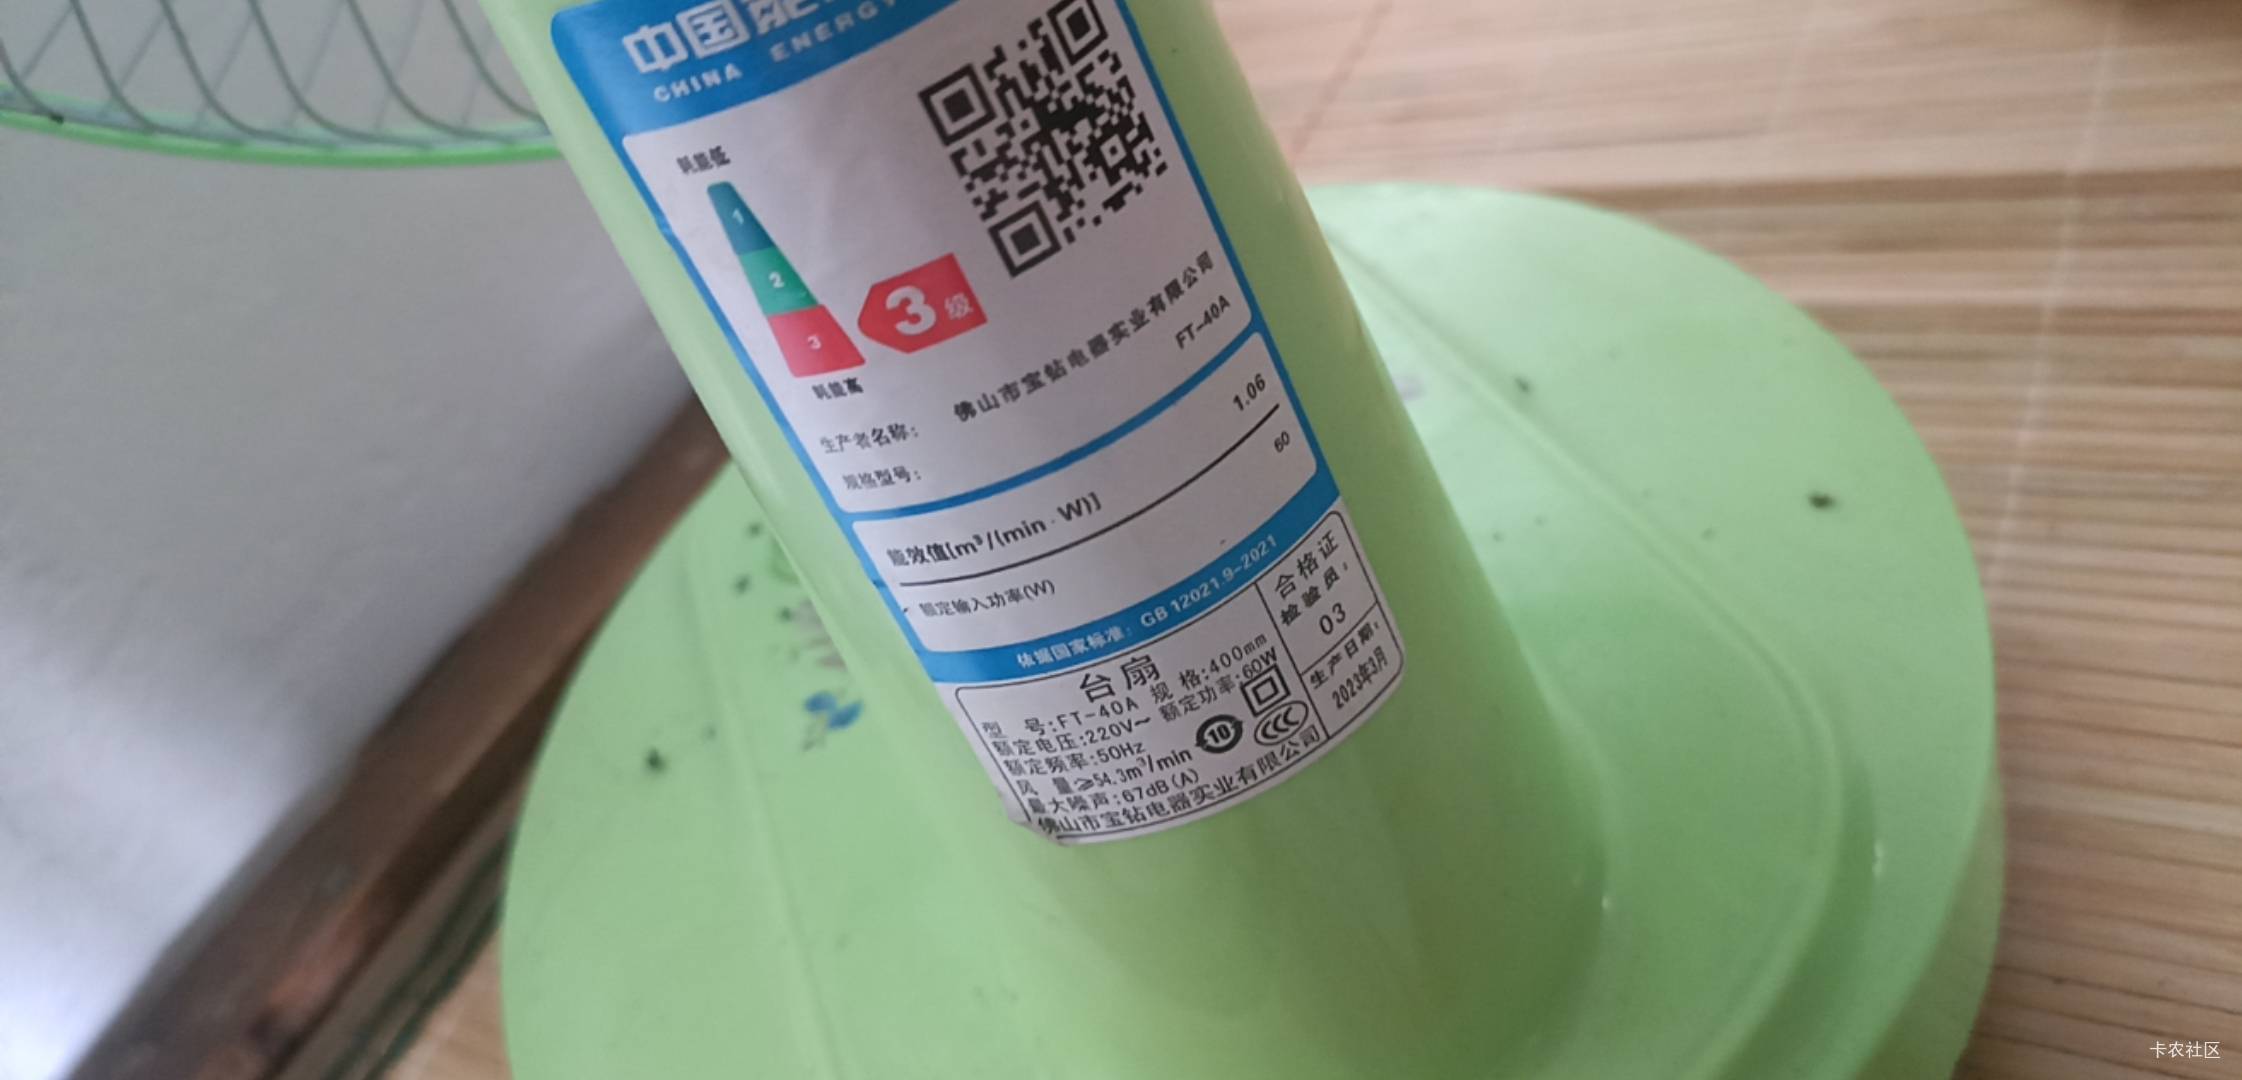 中国能
CHINA ENERGY
耗能低
1
2
3
3级
耗能高
生产者名称： 佛山市宝钻电器实业有限公司
规格型号： FT-40A
能效值[m³/(min·W)] 1.06
额定输入功率(W) 60
依据国家标准：GB 12021.9-2021
台扇
型 号:FT-40A 规 格:400mm
额定电压:220V~ 额定功率:60W
额定频率:50Hz
风 量≥54.3m³/min
10
CCC
最大噪声:67dB(A)
佛山市宝钻电器实业有限公司
合格证
检验员:
03
生产日期:
2023年3月
卡农社区